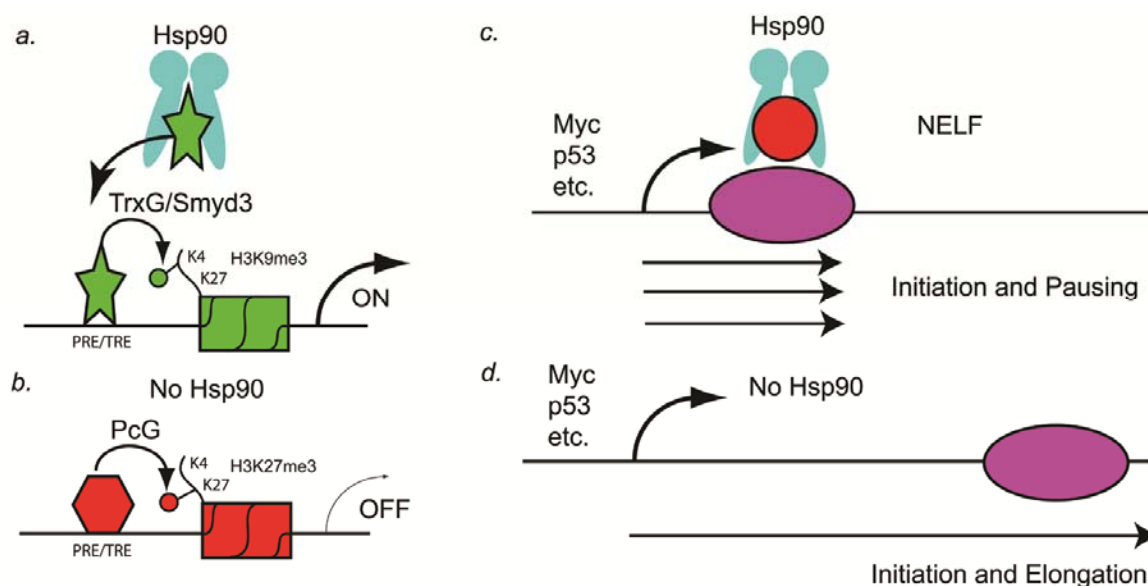 a.
Hsp90
TrxG/Smyd3
K4
H3K9me3
K27
ON
PRE/TRE
b.
No Hsp90
PcG
K4
H3K27me3
K27
OFF
PRE/TRE
c.
Hsp90
Myc
p53
etc.
NELF
Initiation and Pausing
d.
Myc
p53
etc.
No Hsp90
Initiation and Elongation